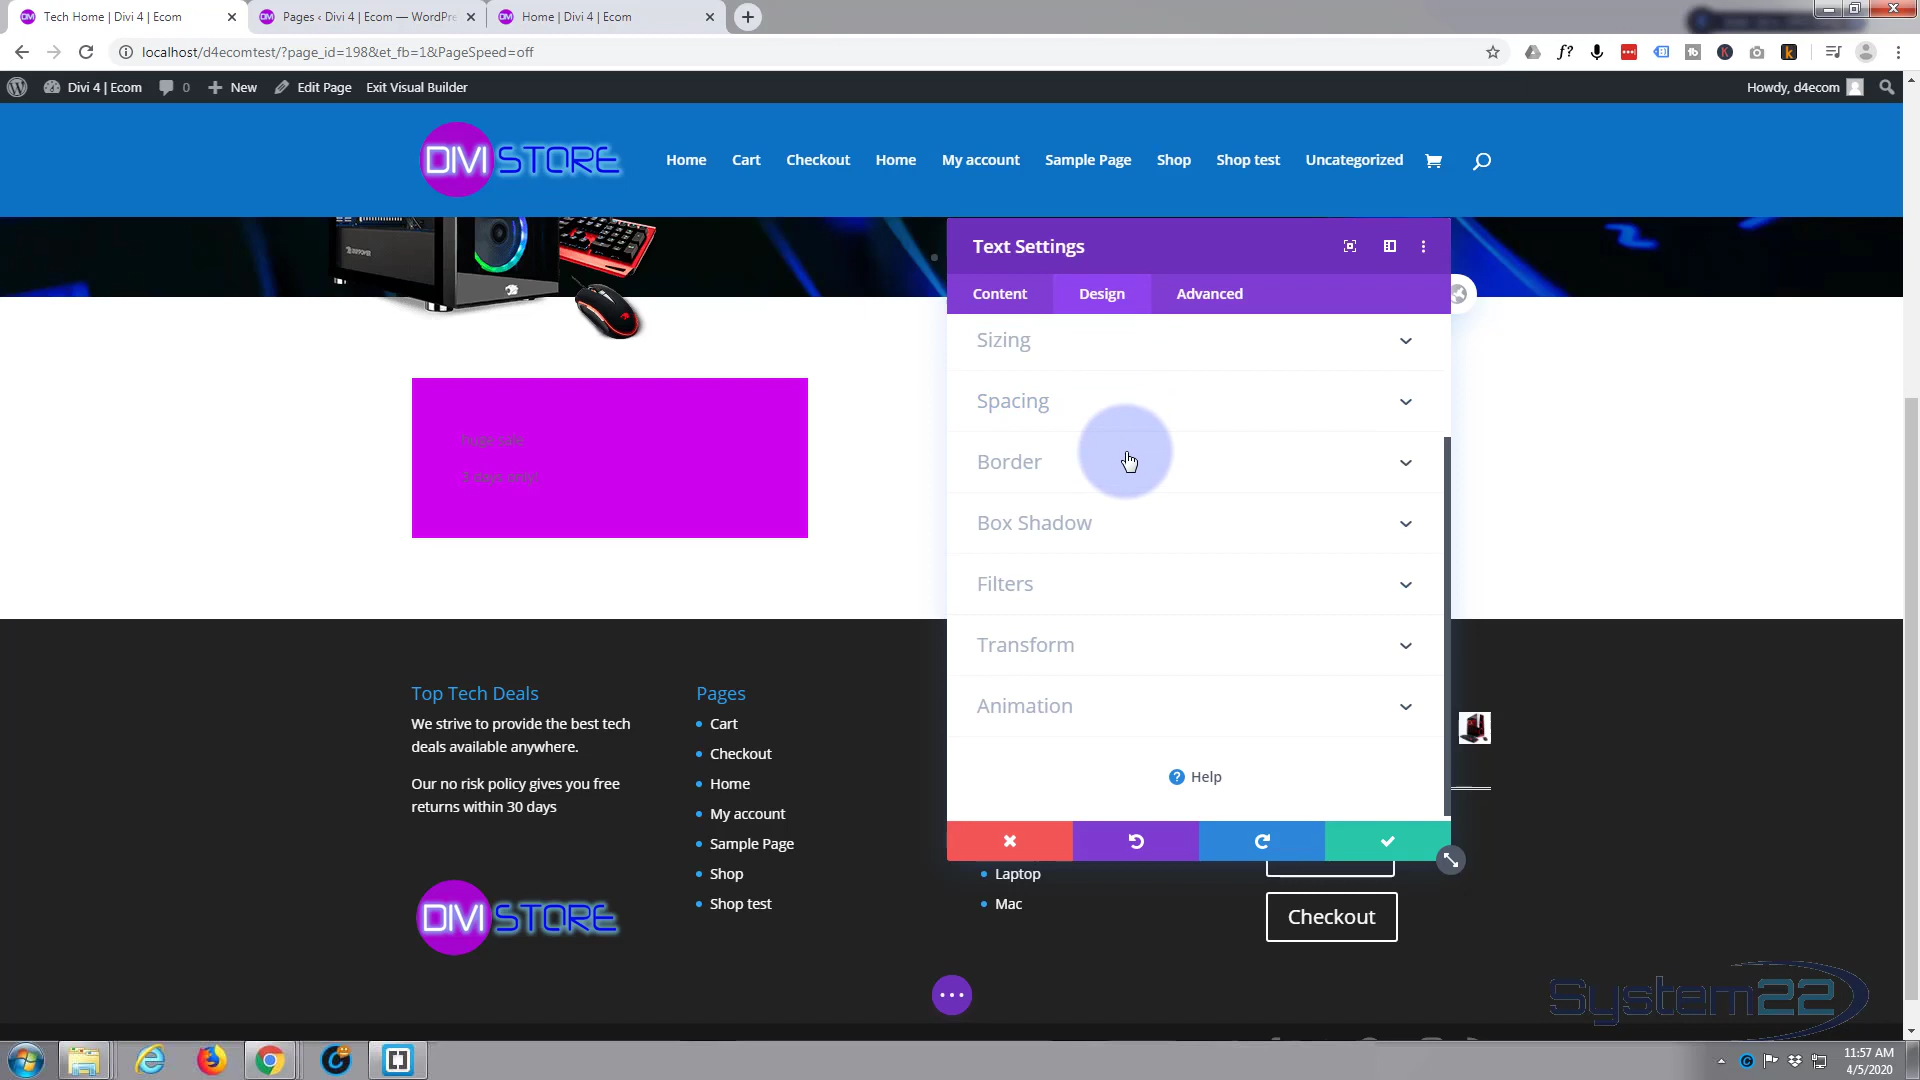 Tech Home | Divi 4 | Ecom
Pages ‹ Divi 4 | Ecom — WordPre
Home | Divi 4 | Ecom
localhost/d4ecomtest/?page_id=198&et_fb=1&PageSpeed=off
Divi 4 | Ecom
0
New
Edit Page
Exit Visual Builder
Howdy, d4ecom
DIVI STORE
Home
Cart
Checkout
Home
My account
Sample Page
Shop
Shop test
Uncategorized
Text Settings
Content
Design
Advanced
Sizing
Spacing
Border
Box Shadow
Filters
Transform
Animation
Help
huge sale
3 days only!
Top Tech Deals
We strive to provide the best tech
deals available anywhere.
Our no risk policy gives you free
returns within 30 days
DIVI STORE
Pages
Cart
Checkout
Home
My account
Sample Page
Shop
Shop test
Laptop
Mac
Checkout
System22
11:57 AM
4/5/2020